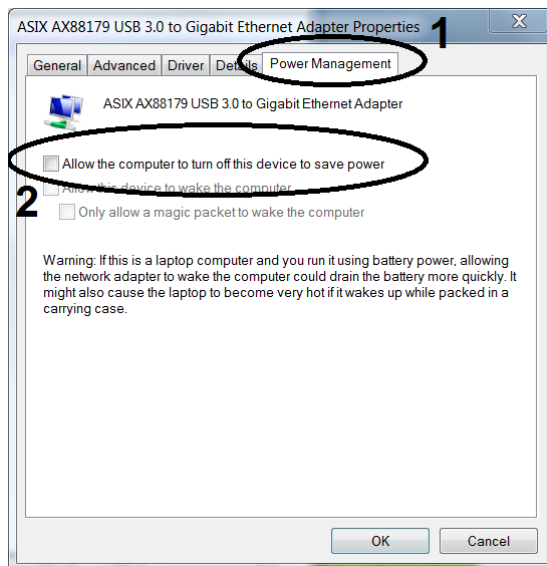 ASIX AX88179 USB 3.0 to Gigabit Ethernet Adapter Properties
1
General Advanced Driver Details Power Management
ASIX AX88179 USB 3.0 to Gigabit Ethernet Adapter
Allow the computer to turn off this device to save power
2
Allow this device to wake the computer
Only allow a magic packet to wake the computer
Warning: If this is a laptop computer and you run it using battery power, allowing
the network adapter to wake the computer could drain the battery more quickly. It
might also cause the laptop to become very hot if it wakes up while packed in a
carrying case.
OK Cancel